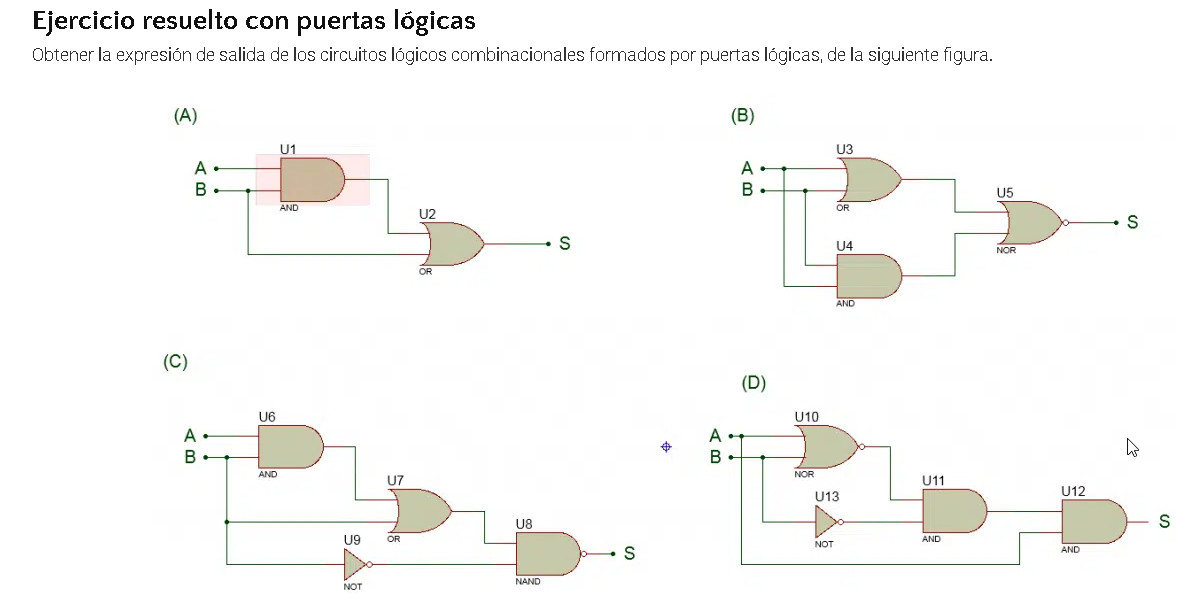 Ejercicio resuelto con puertas lógicas
Obtener la expresión de salida de los circuitos lógicos combinacionales formados por puertas lógicas, de la siguiente figura.
(A)
U1
A
B
AND
U2
S
OR
(B)
U3
A
B
OR
U5
S
NOR
U4
AND
(C)
U6
A
B
AND
U7
OR
U9
NOT
U8
S
NAND
(D)
U10
A
B
NOR
U13
NOT
U11
AND
U12
S
AND